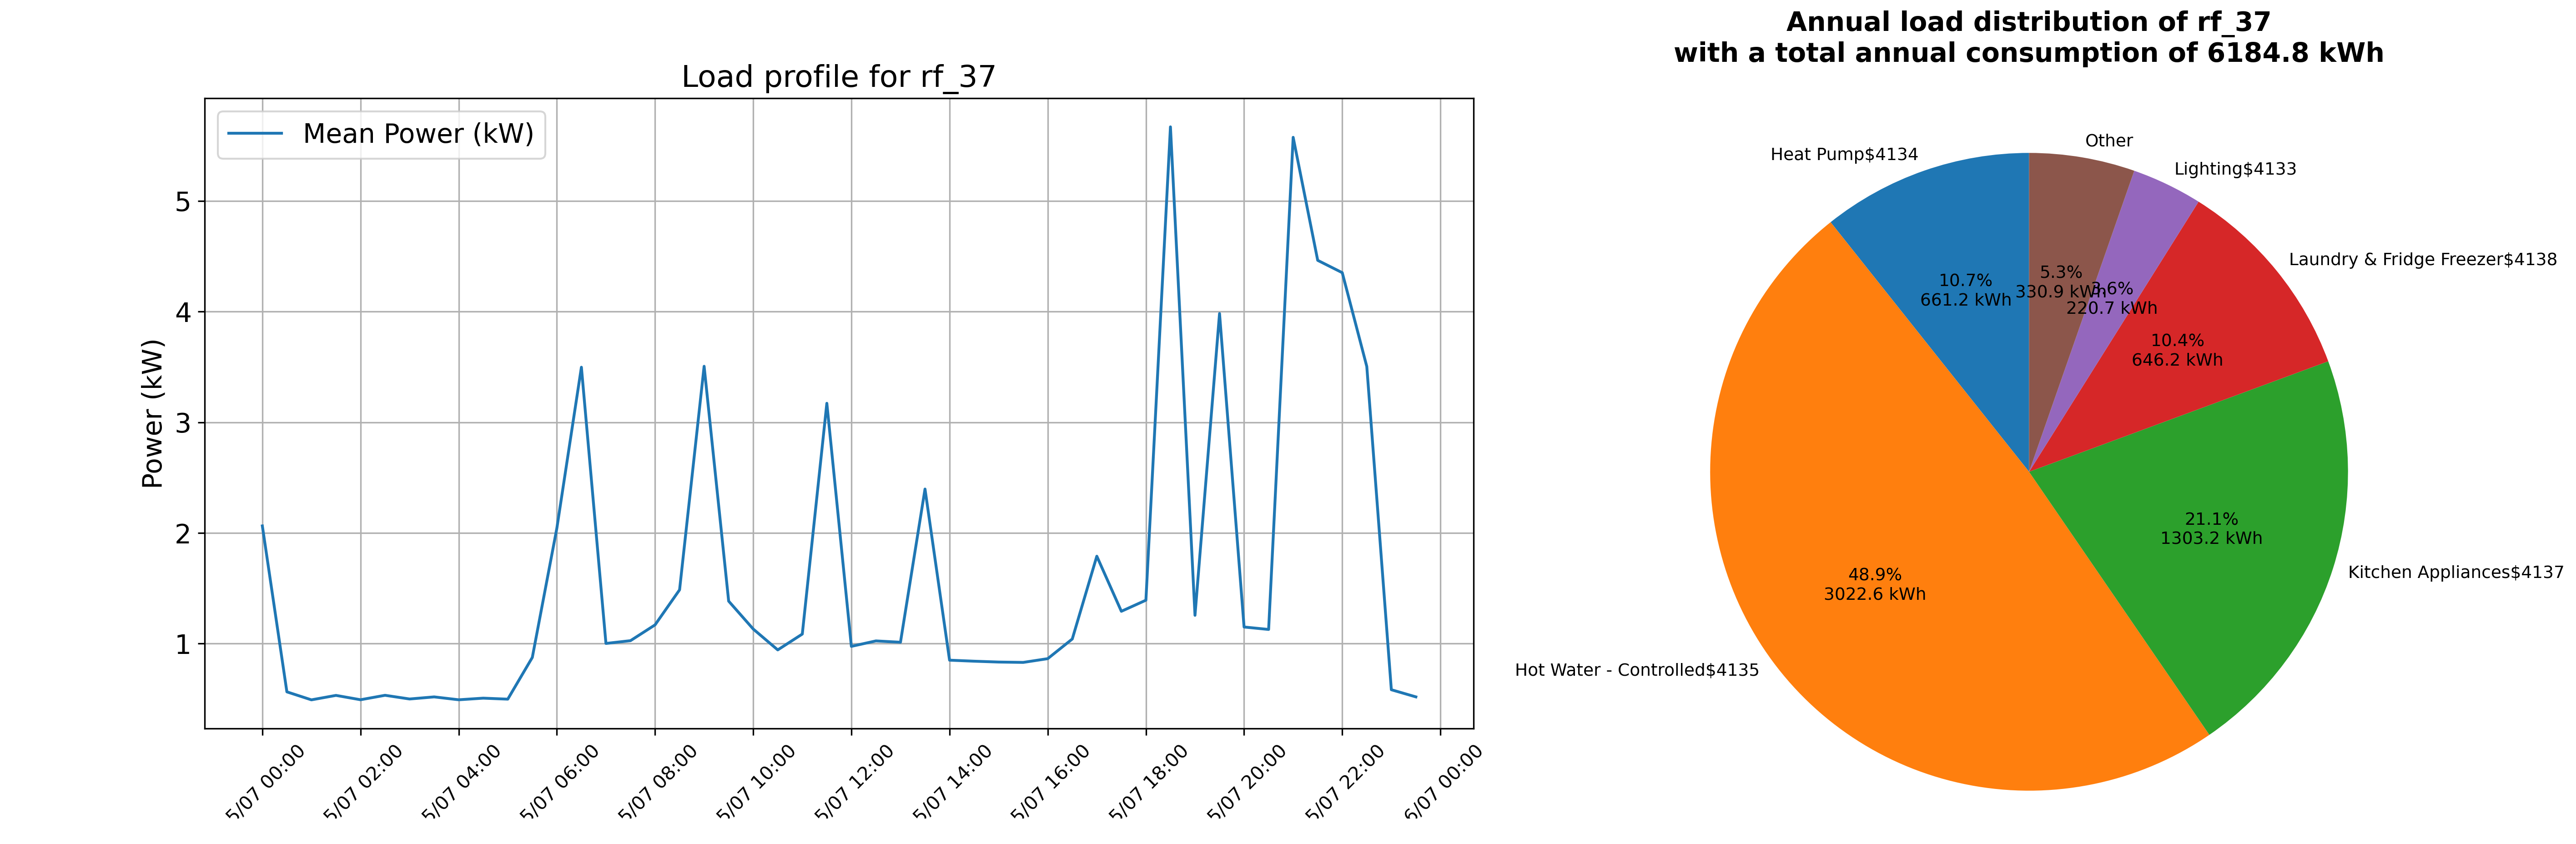 Load profile for rf_37
Mean Power (kW)
Power (kW)
5
4
3
2
1
5/07 00:00
5/07 02:00
5/07 04:00
5/07 06:00
5/07 08:00
5/07 10:00
5/07 12:00
5/07 14:00
5/07 16:00
5/07 18:00
5/07 20:00
5/07 22:00
6/07 00:00
Annual load distribution of rf_37
with a total annual consumption of 6184.8 kWh
Heat Pump$4134
10.7%
661.2 kWh
Other
5.3%
330.9 kWh
Lighting$4133
3.6%
220.7 kWh
Laundry & Fridge Freezer$4138
10.4%
646.2 kWh
Kitchen Appliances$4137
21.1%
1303.2 kWh
Hot Water - Controlled$4135
48.9%
3022.6 kWh